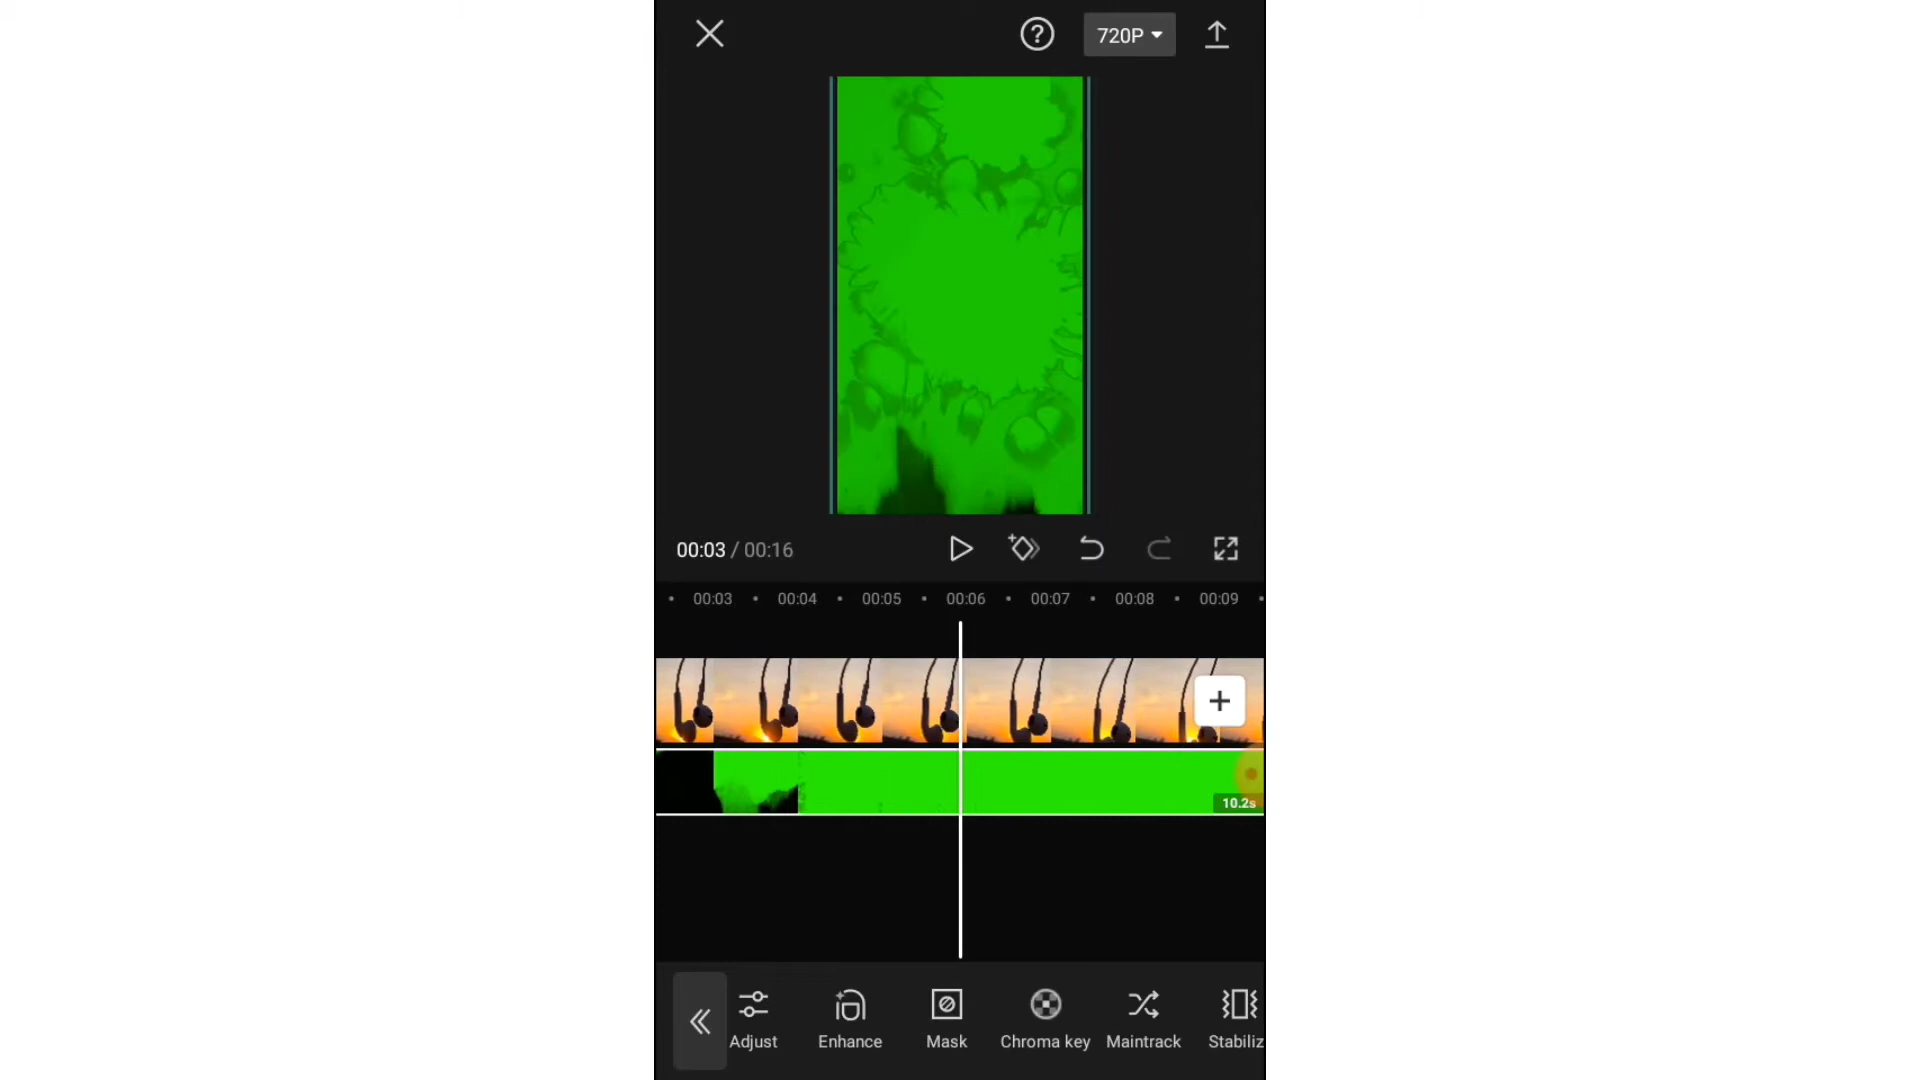 720P
00:03 / 00:16
00:03 00:04 00:05 00:06 00:07 00:08 00:09
10.2s
Adjust Enhance Mask Chroma key Maintrack Stabiliz